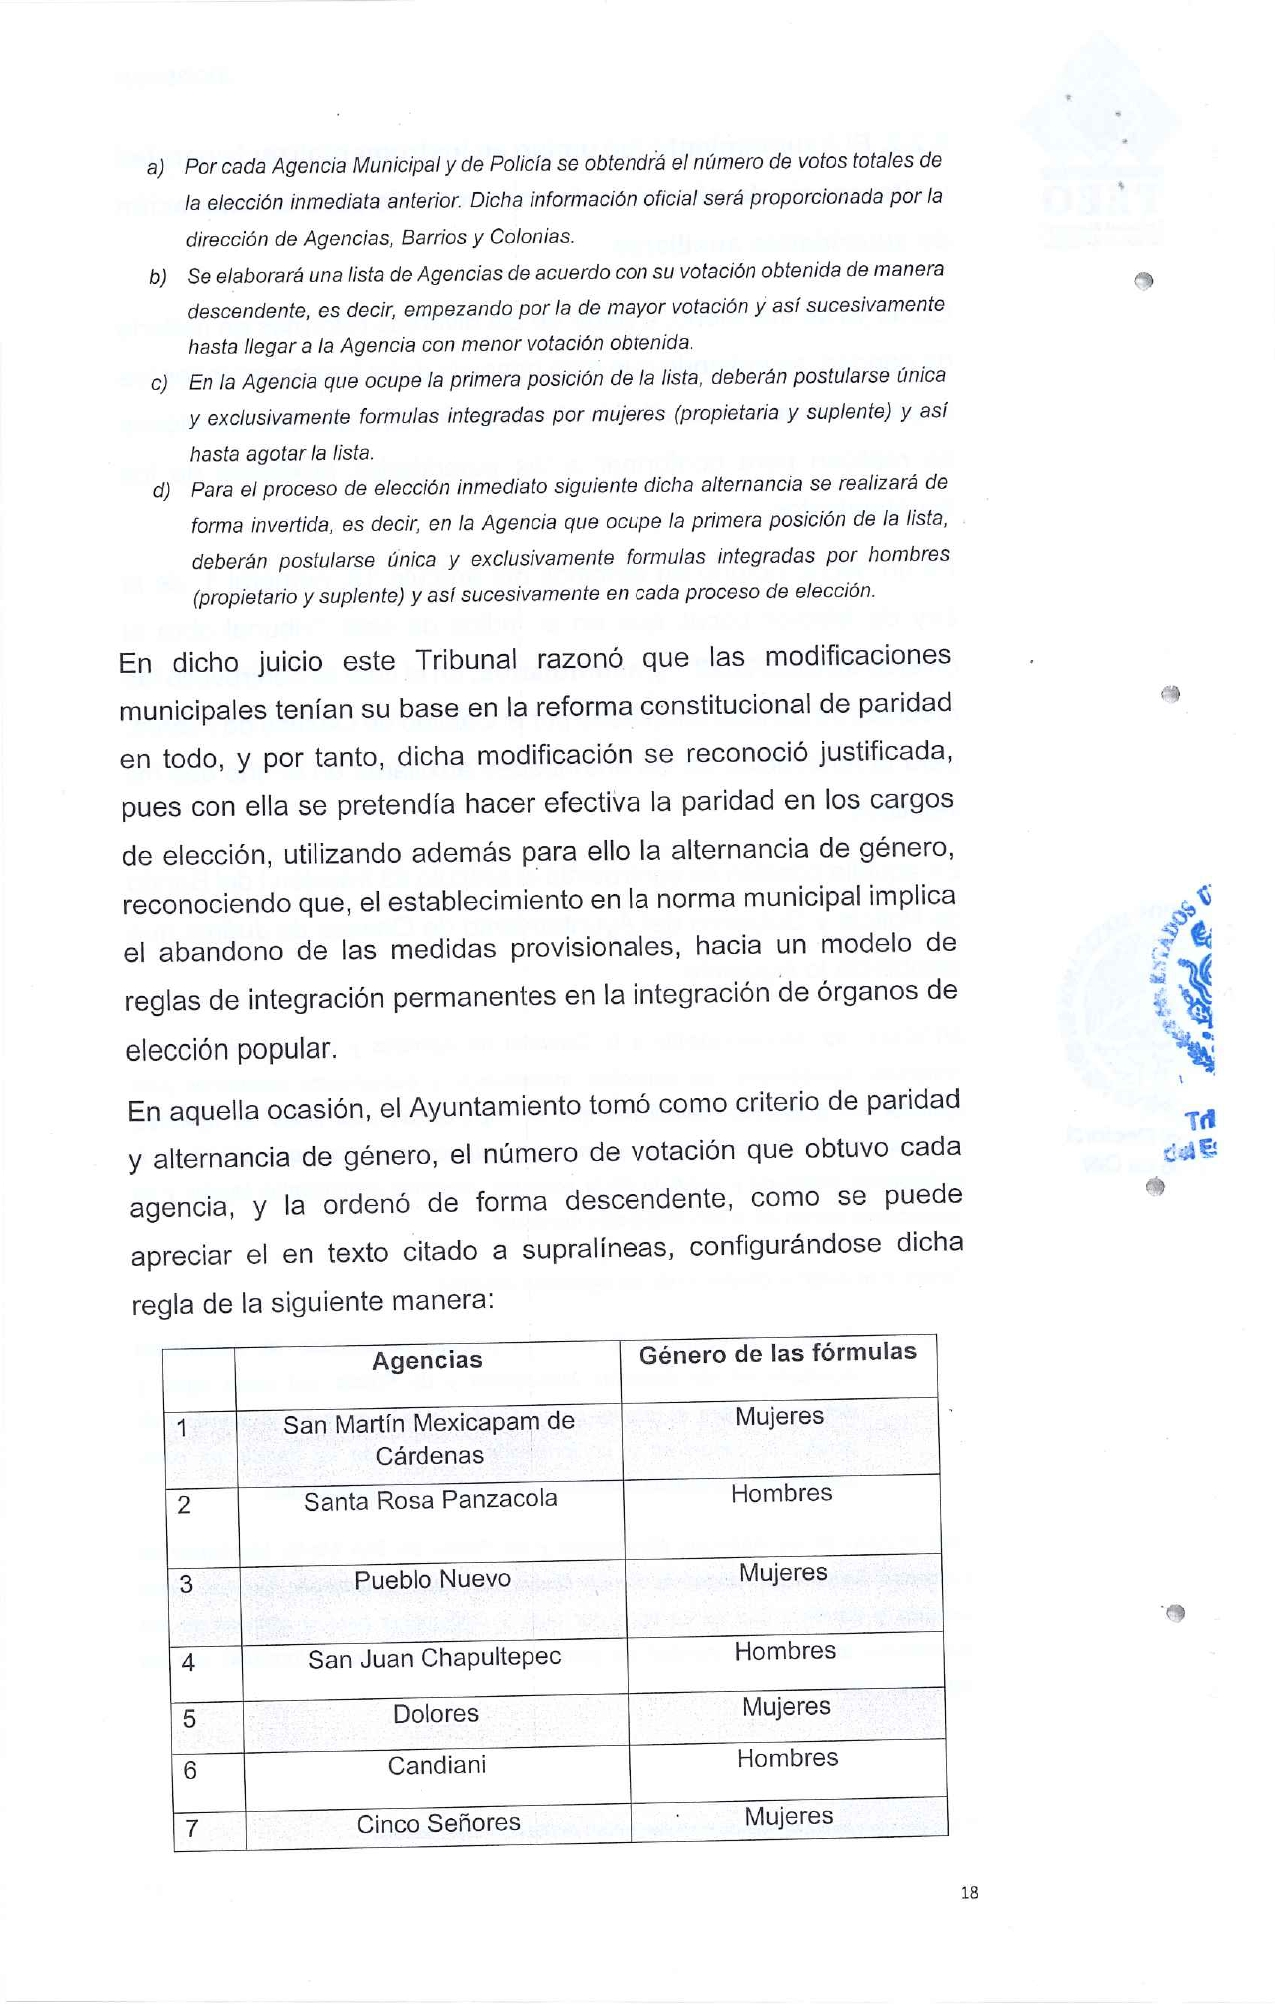 a) Por cada Agencia Municipal y de Policía se obtendrá el número de votos totales de
la elección inmediata anterior. Dicha información oficial será proporcionada por la
dirección de Agencias, Barrios y Colonias.
b) Se elaborará una lista de Agencias de acuerdo con su votación obtenida de manera
descendente, es decir, empezando por la de mayor votación y así sucesivamente
hasta llegar a la Agencia con menor votación obtenida.
c) En la Agencia que ocupe la primera posición de la lista, deberán postularse única
y exclusivamente formulas integradas por mujeres (propietaria y suplente) y así
hasta agotar la lista.
d) Para el proceso de elección inmediato siguiente dicha alternancia se realizará de
forma invertida, es decir, en la Agencia que ocupe la primera posición de la lista,
deberán postularse única y exclusivamente formulas integradas por hombres
(propietario y suplente) y así sucesivamente en cada proceso de elección.
En dicho juicio este Tribunal razonó que las modificaciones
municipales tenían su base en la reforma constitucional de paridad
en todo, y por tanto, dicha modificación se reconoció justificada,
pues con ella se pretendía hacer efectiva la paridad en los cargos
de elección, utilizando además para ello la alternancia de género,
reconociendo que, el establecimiento en la norma municipal implica
el abandono de las medidas provisionales, hacia un modelo de
reglas de integración permanentes en la integración de órganos de
elección popular.
En aquella ocasión, el Ayuntamiento tomó como criterio de paridad
y alternancia de género, el número de votación que obtuvo cada
agencia, y la ordenó de forma descendente, como se puede
apreciar el en texto citado a supralíneas, configurándose dicha
regla de la siguiente manera:
Agencias Género de las fórmulas
1 San Martín Mexicapam de Mujeres
Cárdenas
2 Santa Rosa Panzacola Hombres
3 Pueblo Nuevo Mujeres
4 San Juan Chapultepec Hombres
5 Dolores Mujeres
6 Candiani Hombres
7 Cinco Señores Mujeres
18